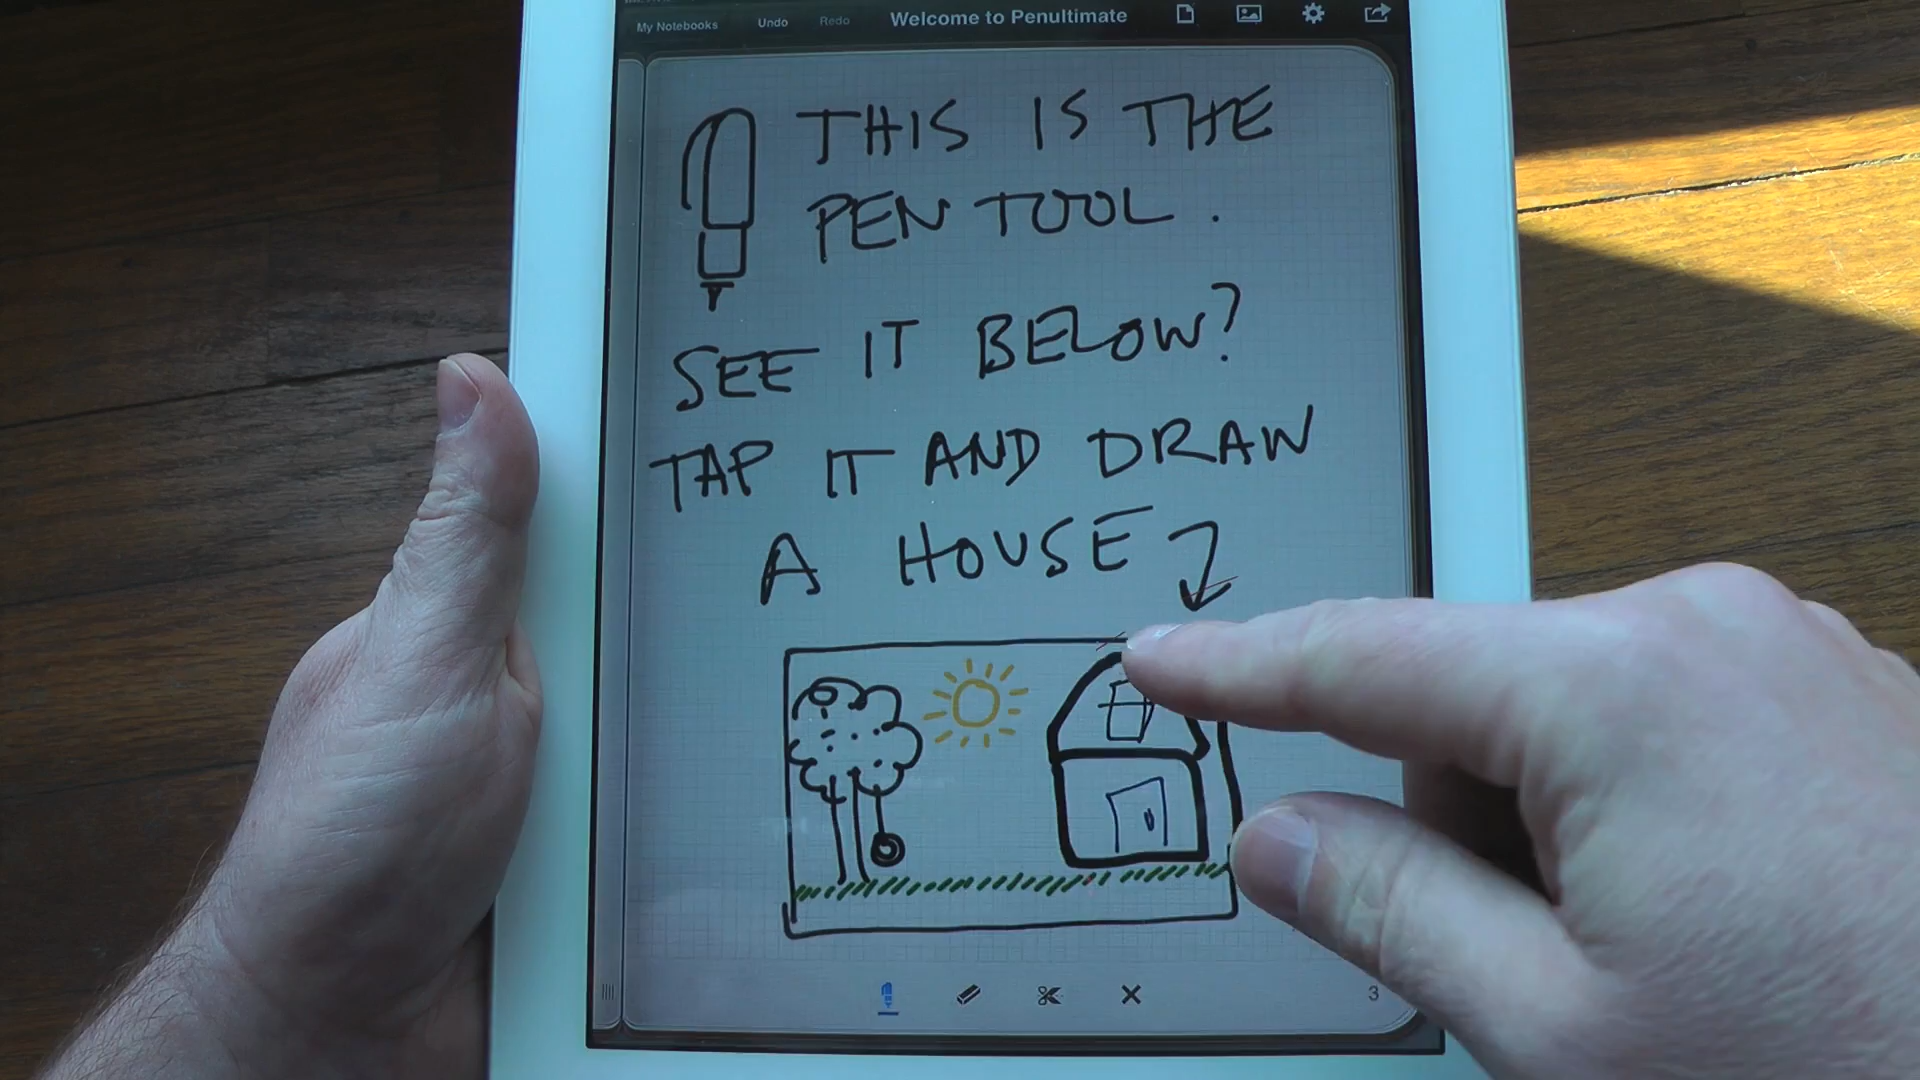 My Notebooks Undo Redo Welcome to Penultimate
THIS IS THE
PEN TOOL.
SEE IT BELOW?
TAP IT AND DRAW
A HOUSE
3